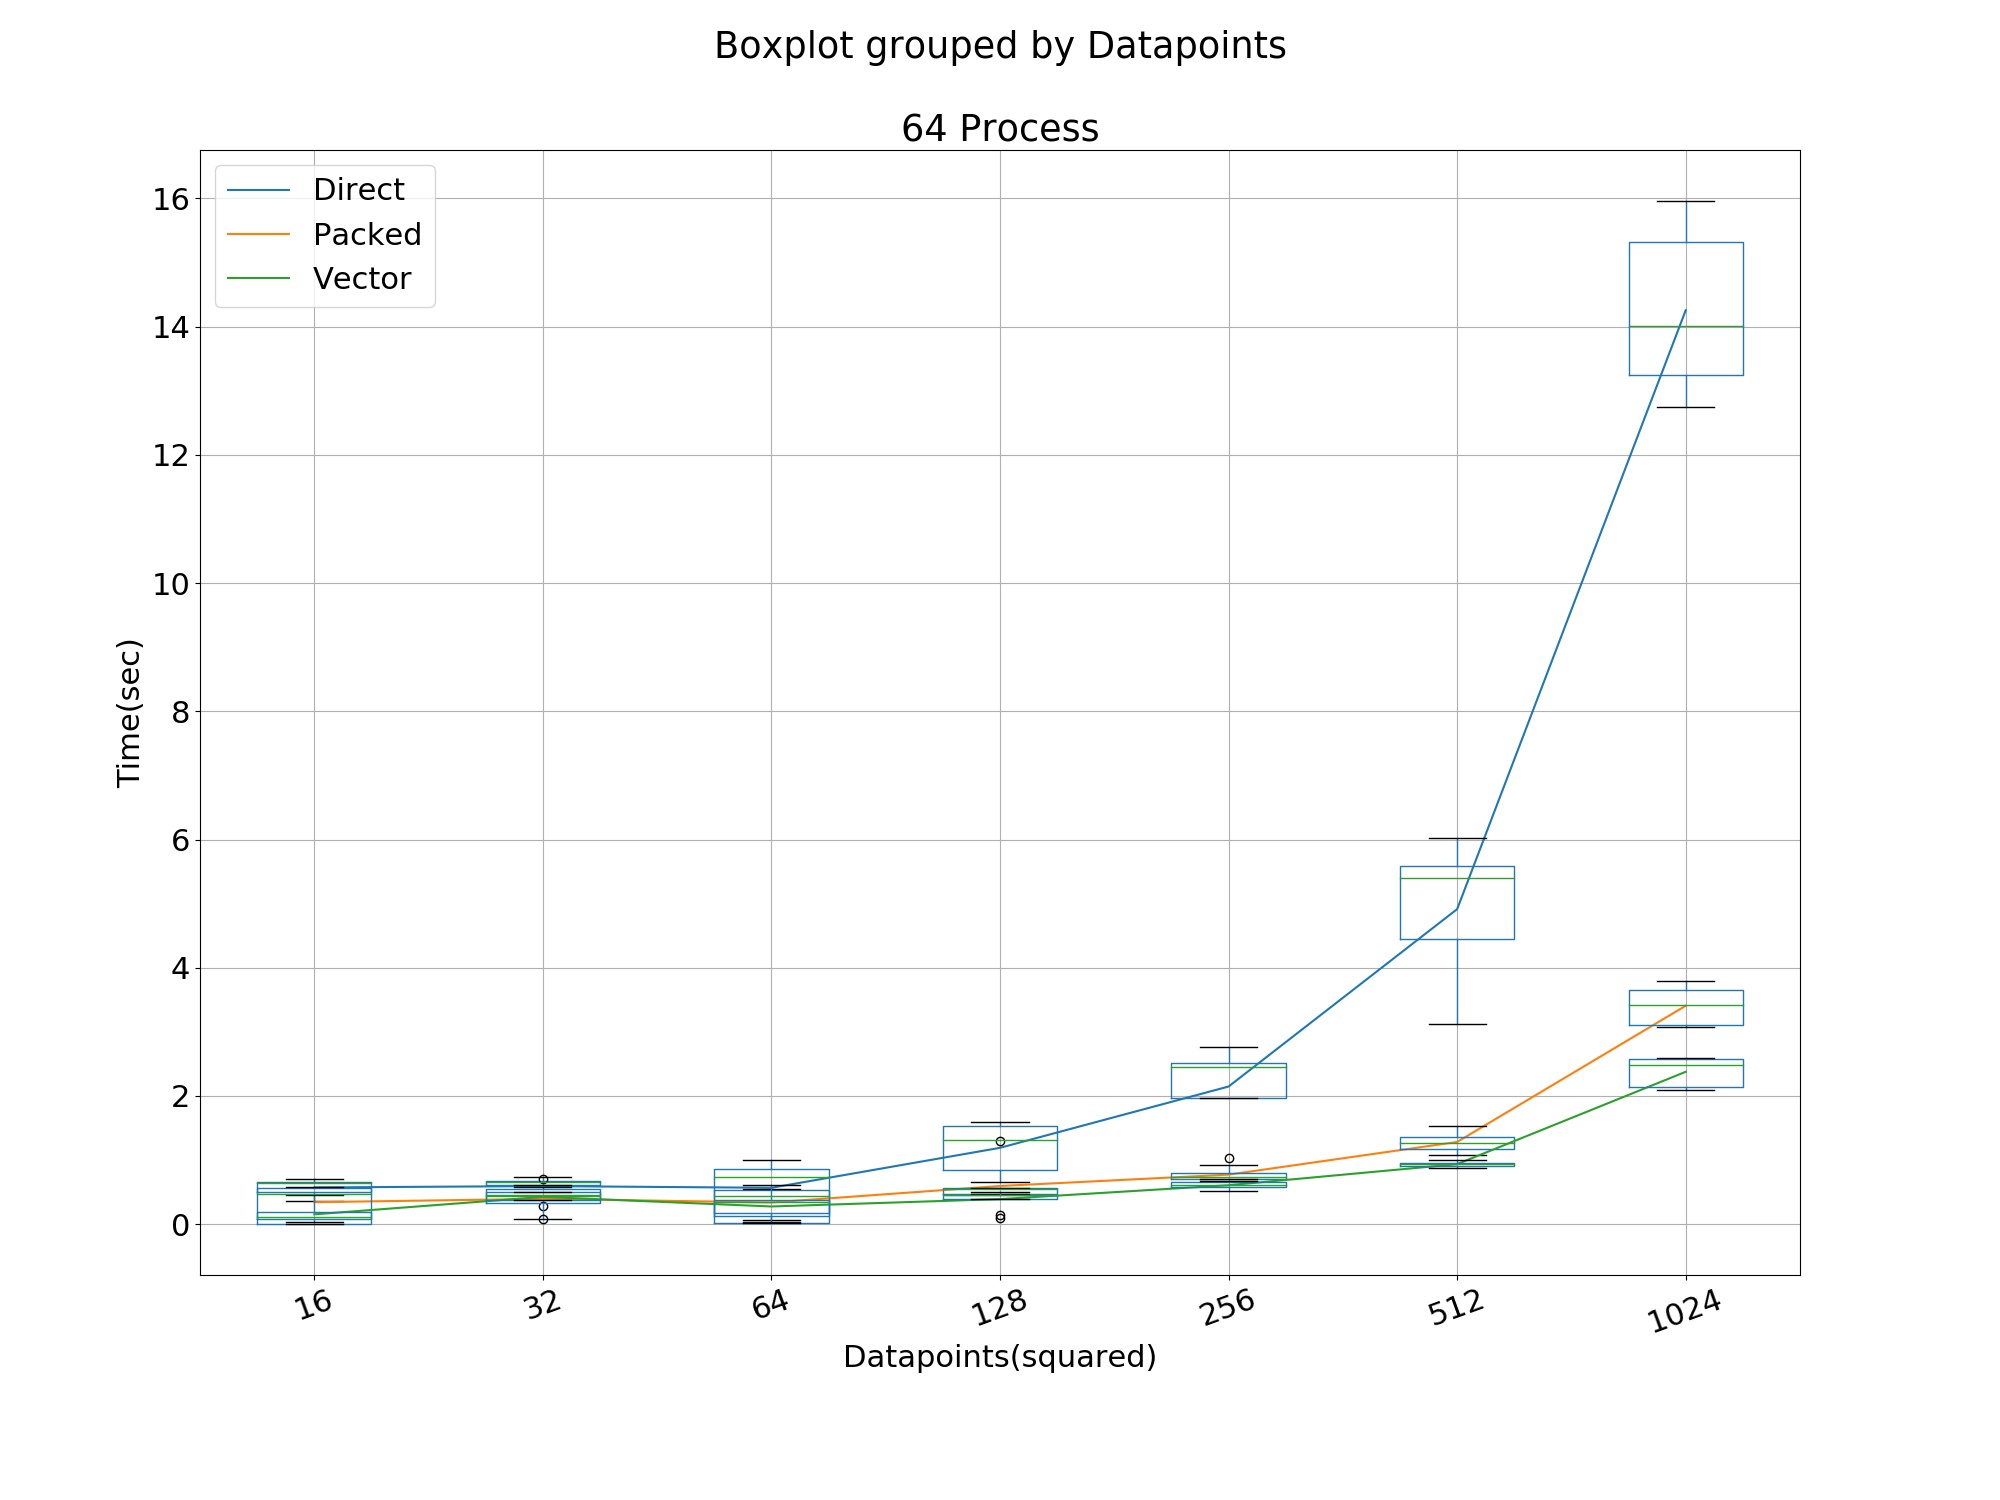 Boxplot grouped by Datapoints
64 Process
Direct
Packed
Vector
16
14
12
10
8
6
4
2
0
Time(sec)
16 32 64 128 256 512 1024
Datapoints(squared)